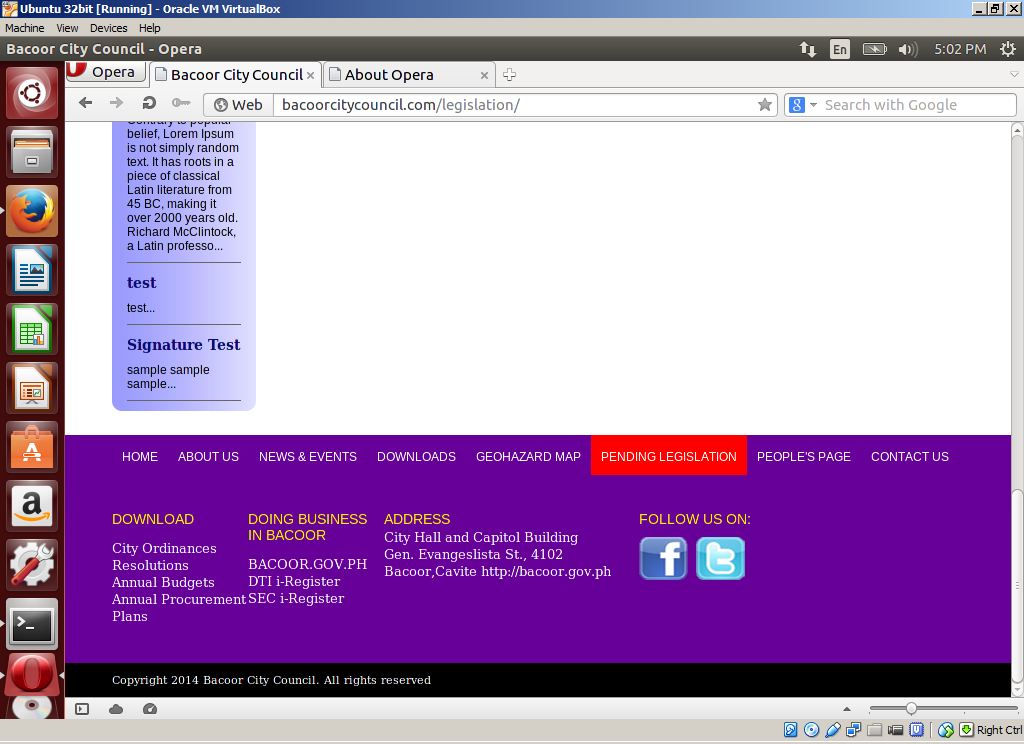 Ubuntu 32bit [Running] - Oracle VM VirtualBox
Machine View Devices Help
Bacoor City Council - Opera
En
5:02 PM
Opera
Bacoor City Council
About Opera
Web
bacoorcitycouncil.com/legislation/
Search with Google
Contrary to popular
belief, Lorem Ipsum
is not simply random
text. It has roots in a
piece of classical
Latin literature from
45 BC, making it
over 2000 years old.
Richard McClintock,
a Latin professo...
test
test...
Signature Test
sample sample
sample...
HOME ABOUT US NEWS & EVENTS DOWNLOADS GEOHAZARD MAP PENDING LEGISLATION PEOPLE'S PAGE CONTACT US
DOWNLOAD
City Ordinances
Resolutions
Annual Budgets
Annual Procurement
Plans
DOING BUSINESS
IN BACOOR
BACOOR.GOV.PH
DTI i-Register
SEC i-Register
ADDRESS
City Hall and Capitol Building
Gen. Evangeslista St., 4102
Bacoor,Cavite http://bacoor.gov.ph
FOLLOW US ON:
Copyright 2014 Bacoor City Council. All rights reserved
Right Ctrl